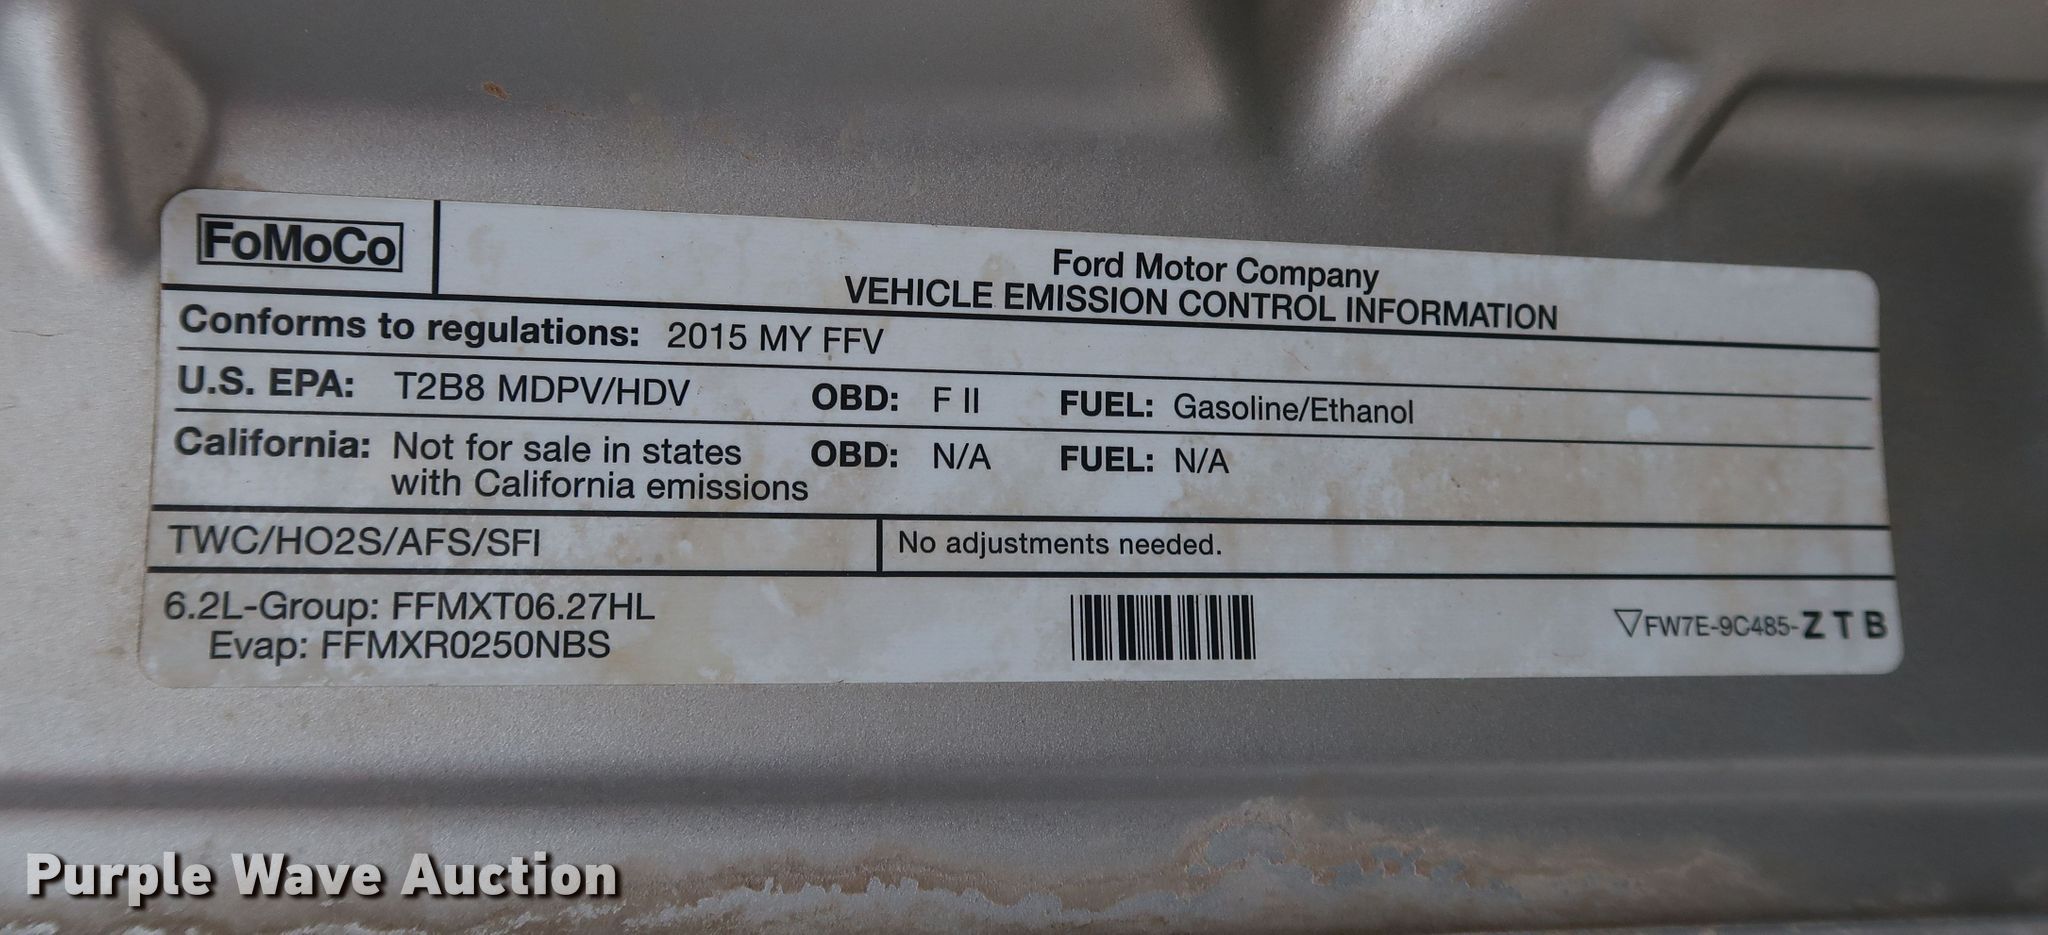 FoMoCo
Ford Motor Company
VEHICLE EMISSION CONTROL INFORMATION
Conforms to regulations: 2015 MY FFV
U.S. EPA: T2B8 MDPV/HDV OBD: F II FUEL: Gasoline/Ethanol
California: Not for sale in states OBD: N/A FUEL: N/A
with California emissions
TWC/HO2S/AFS/SFI No adjustments needed.
6.2L-Group: FFMXT06.27HL
Evap: FFMXR0250NBS
▽FW7E-9C485-Z T B
Purple Wave Auction